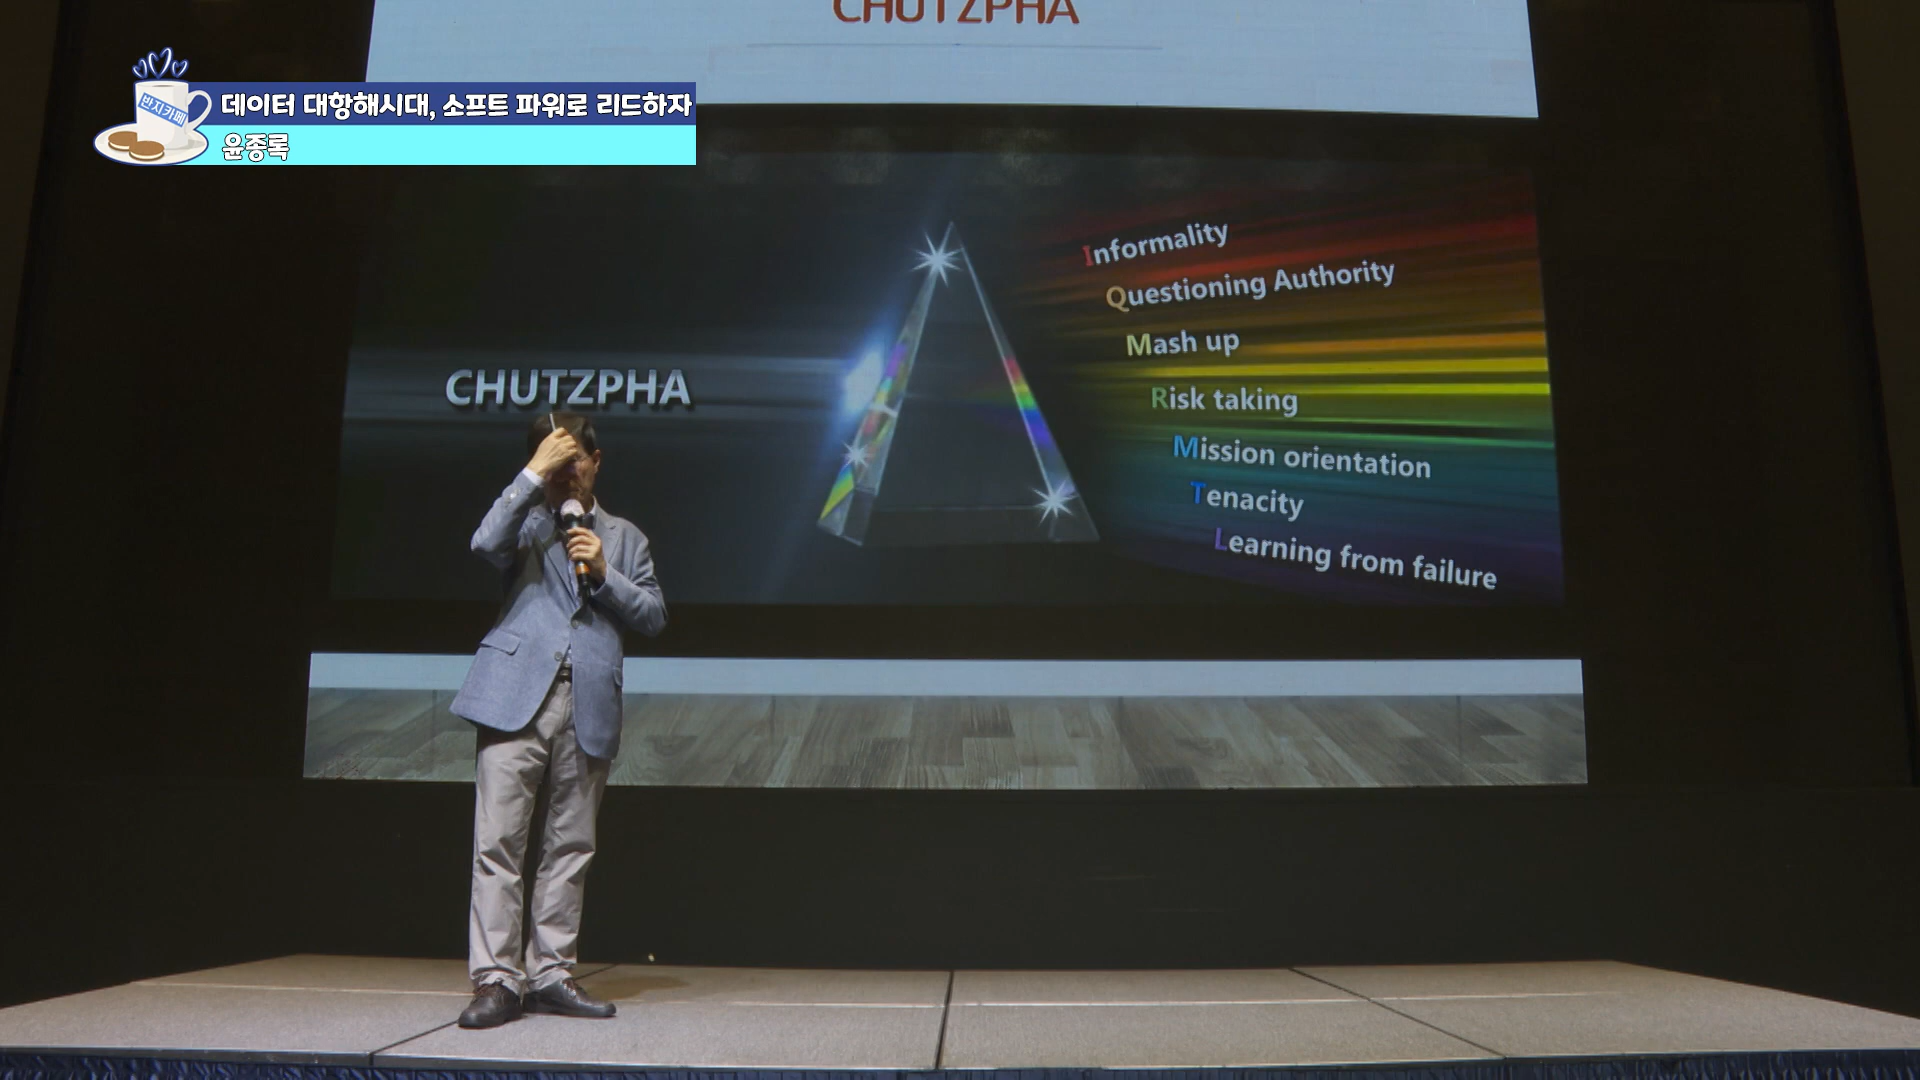 CHUTZPHA
반지카페
데이터 대항해시대, 소프트 파워로 리드하자
윤종록
CHUTZPHA
Informality
Questioning Authority
Mash up
Risk taking
Mission orientation
Tenacity
Learning from failure